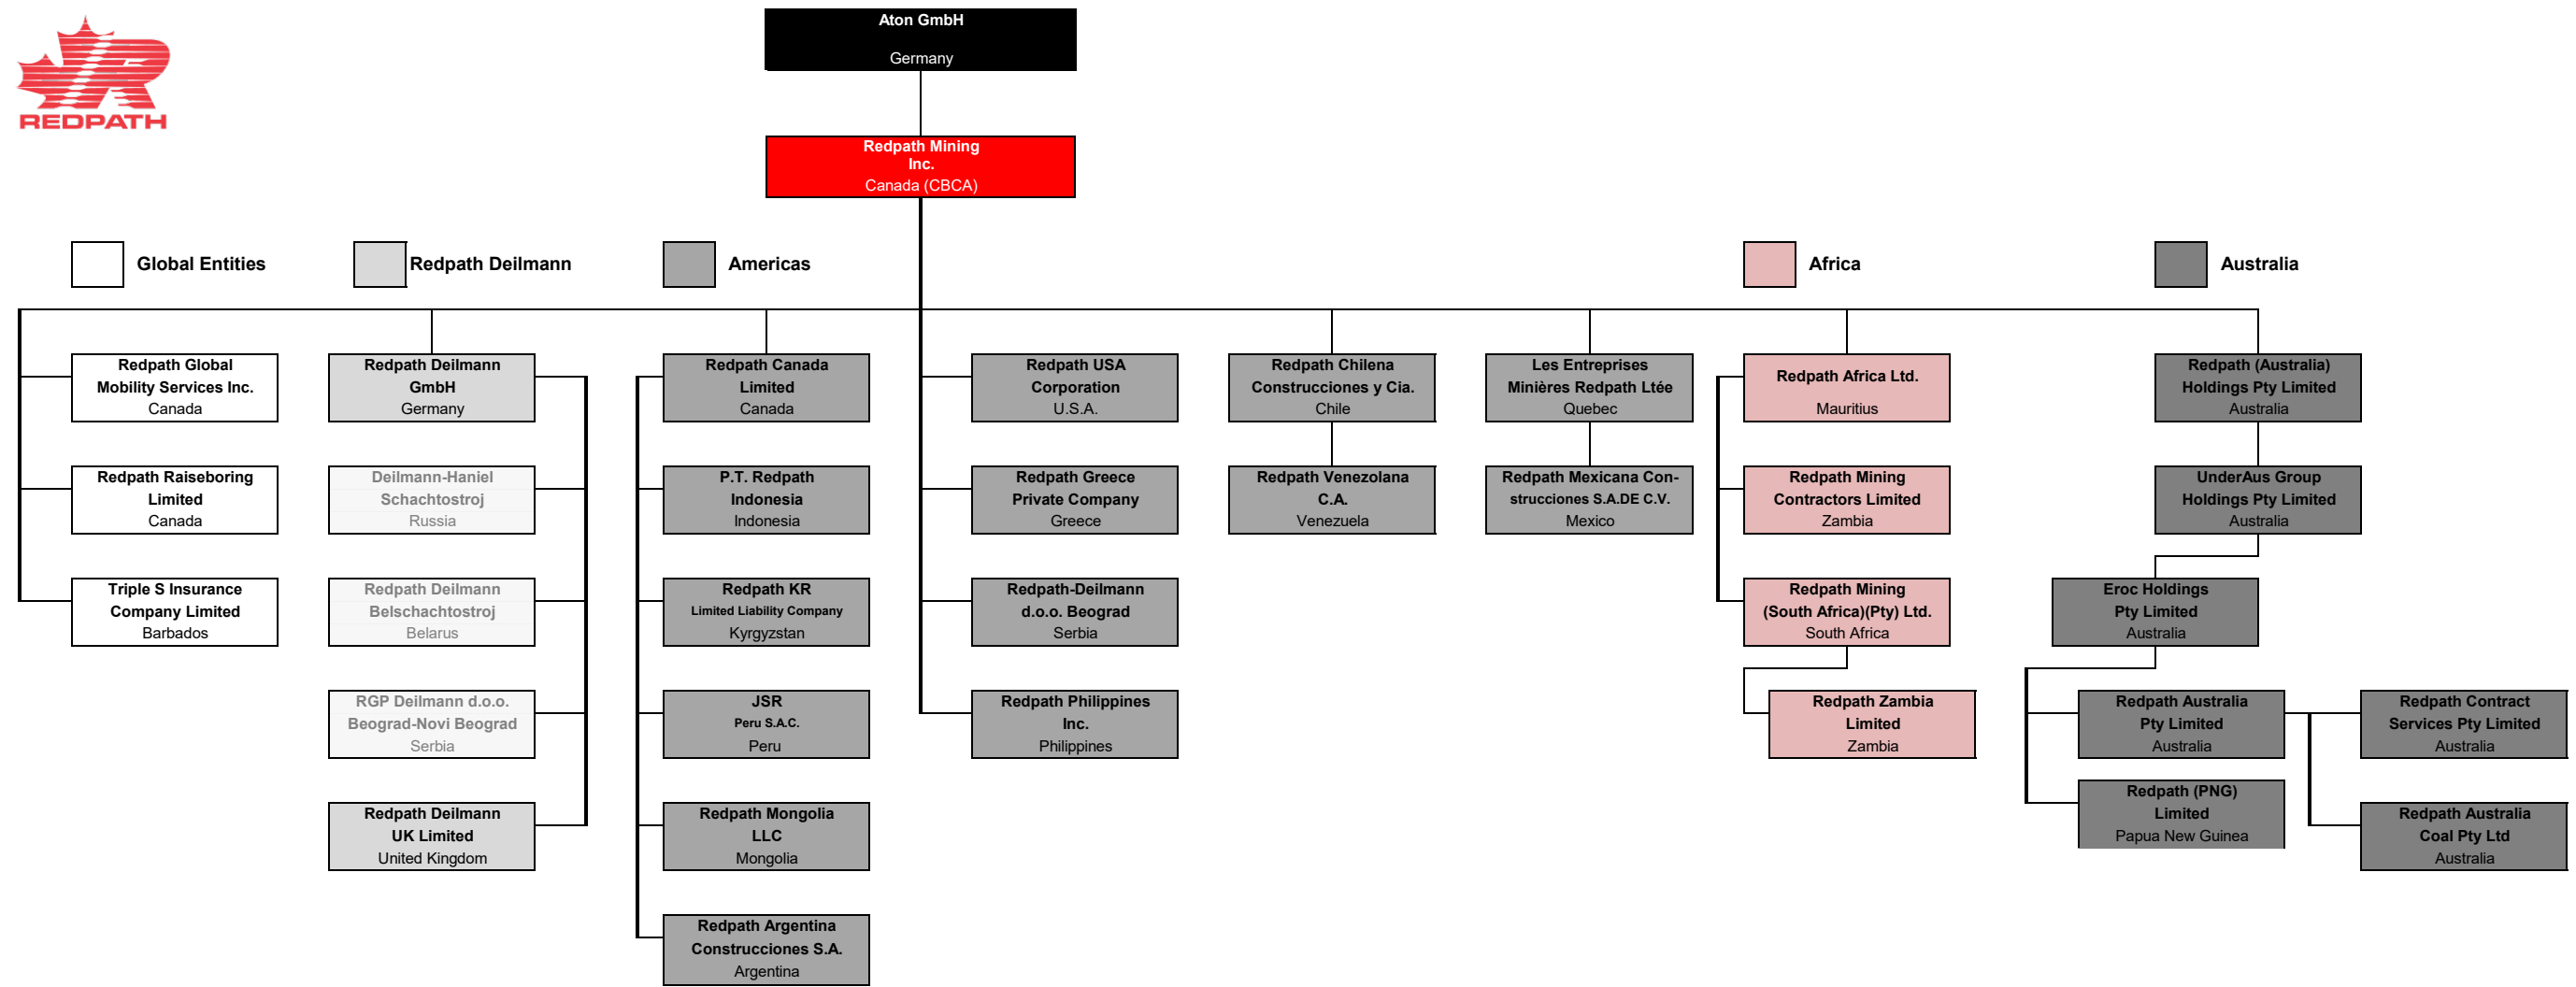 REDPATH
Aton GmbH
Germany
Redpath Mining
Inc.
Canada (CBCA)
Global Entities
Redpath Deilmann
Americas
Africa
Australia
Redpath Global
Mobility Services Inc.
Canada
Redpath Raiseboring
Limited
Canada
Triple S Insurance
Company Limited
Barbados
Redpath Deilmann
GmbH
Germany
Deilmann-Haniel
Schachtostroj
Russia
Redpath Deilmann
Belschachtostroj
Belarus
RGP Deilmann d.o.o.
Beograd-Novi Beograd
Serbia
Redpath Deilmann
UK Limited
United Kingdom
Redpath Canada
Limited
Canada
P.T. Redpath
Indonesia
Indonesia
Redpath KR
Limited Liability Company
Kyrgyzstan
JSR
Peru S.A.C.
Peru
Redpath Mongolia
LLC
Mongolia
Redpath Argentina
Construcciones S.A.
Argentina
Redpath USA
Corporation
U.S.A.
Redpath Greece
Private Company
Greece
Redpath-Deilmann
d.o.o. Beograd
Serbia
Redpath Philippines
Inc.
Philippines
Redpath Chilena
Construcciones y Cia.
Chile
Redpath Venezolana
C.A.
Venezuela
Les Entreprises
Minières Redpath Ltée
Quebec
Redpath Mexicana Con-
strucciones S.A.DE C.V.
Mexico
Redpath Africa Ltd.
Mauritius
Redpath Mining
Contractors Limited
Zambia
Redpath Mining
(South Africa)(Pty) Ltd.
South Africa
Redpath Zambia
Limited
Zambia
Redpath (Australia)
Holdings Pty Limited
Australia
UnderAus Group
Holdings Pty Limited
Australia
Eroc Holdings
Pty Limited
Australia
Redpath Australia
Pty Limited
Australia
Redpath (PNG)
Limited
Papua New Guinea
Redpath Contract
Services Pty Limited
Australia
Redpath Australia
Coal Pty Ltd
Australia